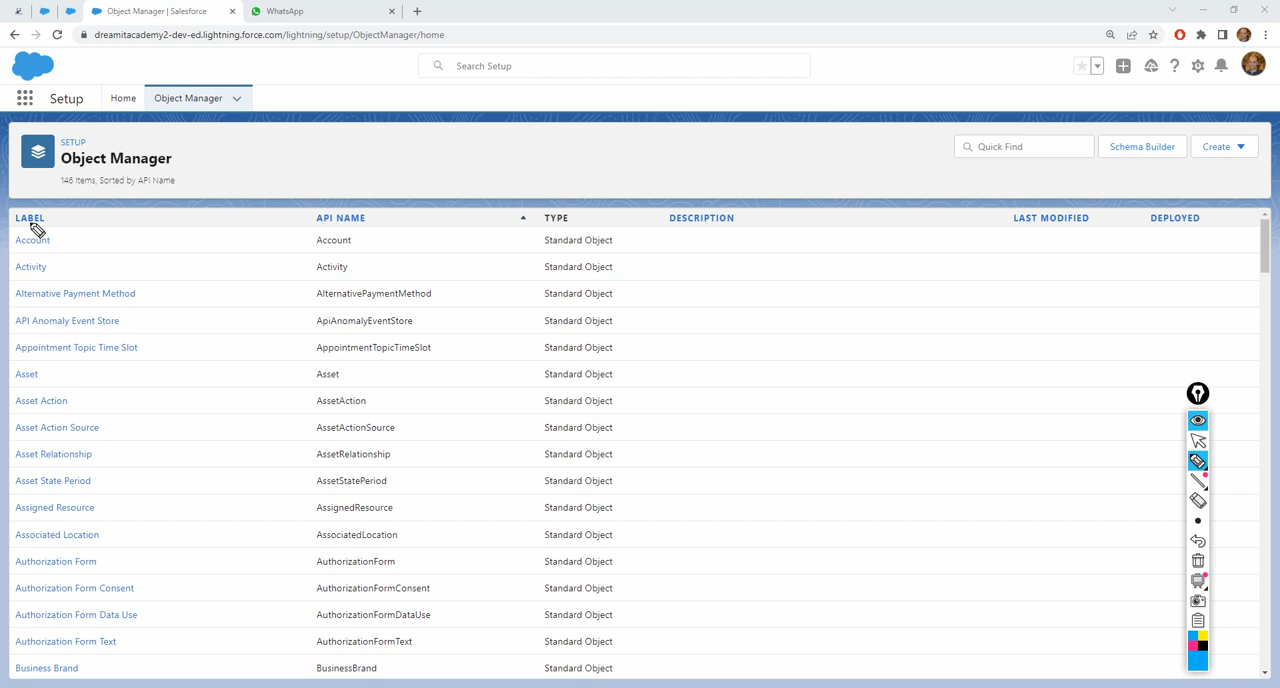 Object Manager | Salesforce
WhatsApp
dreamitacademy2-dev-ed.lightning.force.com/lightning/setup/ObjectManager/home
Search Setup
Setup
Home
Object Manager
SETUP
Object Manager
146 Items, Sorted by API Name
Quick Find
Schema Builder
Create
LABEL API NAME TYPE DESCRIPTION LAST MODIFIED DEPLOYED
Account Account Standard Object
Activity Activity Standard Object
Alternative Payment Method AlternativePaymentMethod Standard Object
API Anomaly Event Store ApiAnomalyEventStore Standard Object
Appointment Topic Time Slot AppointmentTopicTimeSlot Standard Object
Asset Asset Standard Object
Asset Action AssetAction Standard Object
Asset Action Source AssetActionSource Standard Object
Asset Relationship AssetRelationship Standard Object
Asset State Period AssetStatePeriod Standard Object
Assigned Resource AssignedResource Standard Object
Associated Location AssociatedLocation Standard Object
Authorization Form AuthorizationForm Standard Object
Authorization Form Consent AuthorizationFormConsent Standard Object
Authorization Form Data Use AuthorizationFormDataUse Standard Object
Authorization Form Text AuthorizationFormText Standard Object
Business Brand BusinessBrand Standard Object